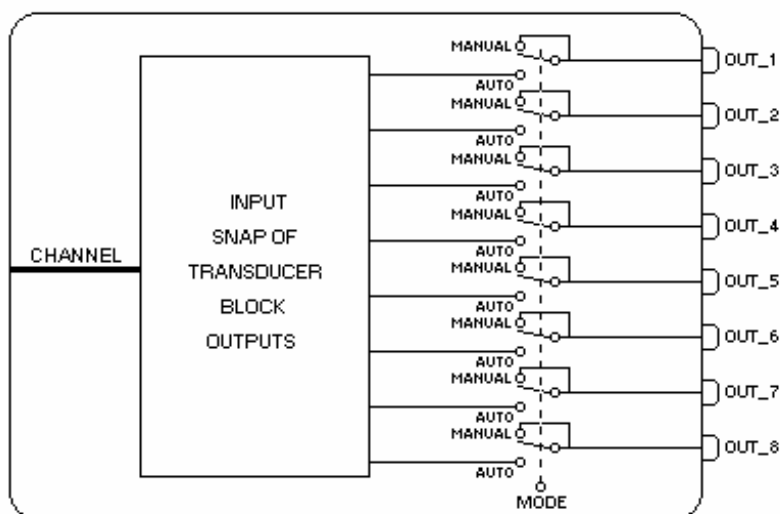 MANUAL
OUT_1
AUTO
MANUAL
OUT_2
AUTO
MANUAL
OUT_3
AUTO
MANUAL
OUT_4
AUTO
MANUAL
OUT_5
AUTO
MANUAL
OUT_6
AUTO
MANUAL
OUT_7
AUTO
MANUAL
OUT_8
AUTO
MODE
CHANNEL
INPUT
SNAP OF
TRANSDUCER
BLOCK
OUTPUTS